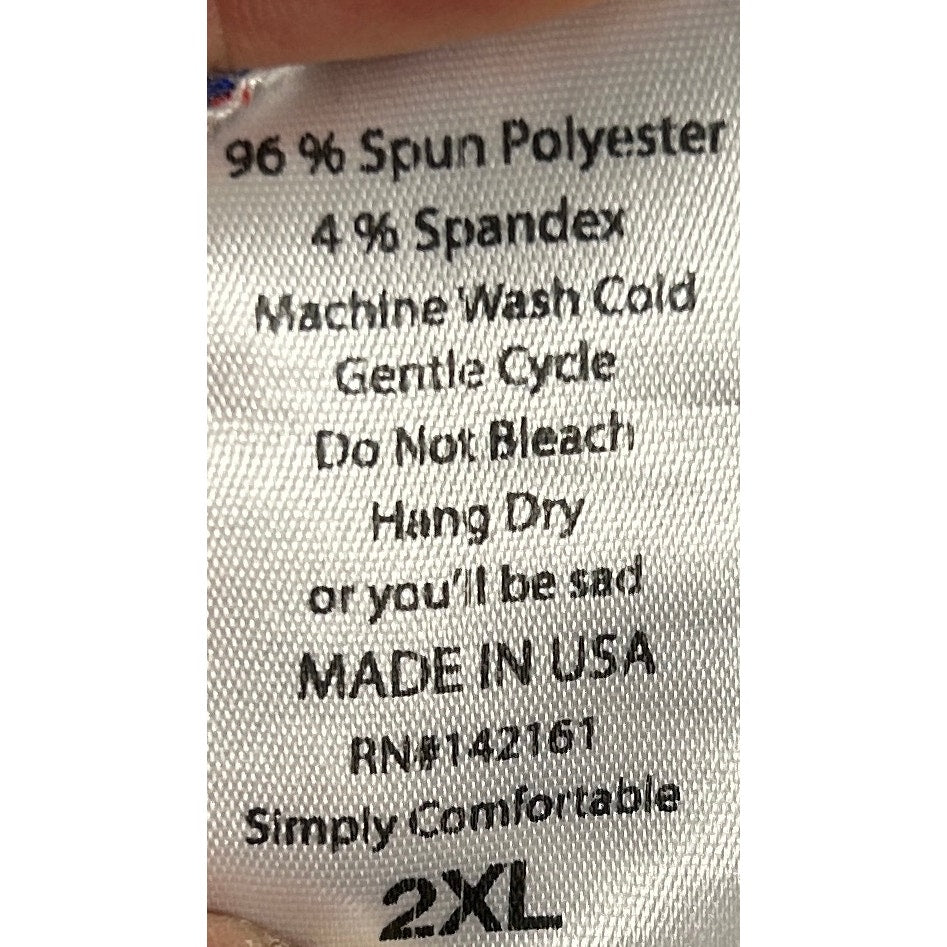 96 % Spun Polyester
4 % Spandex
Machine Wash Cold
Gentle Cycle
Do Not Bleach
Hang Dry
or you'll be sad
MADE IN USA
RN#142161
Simply Comfortable
2XL